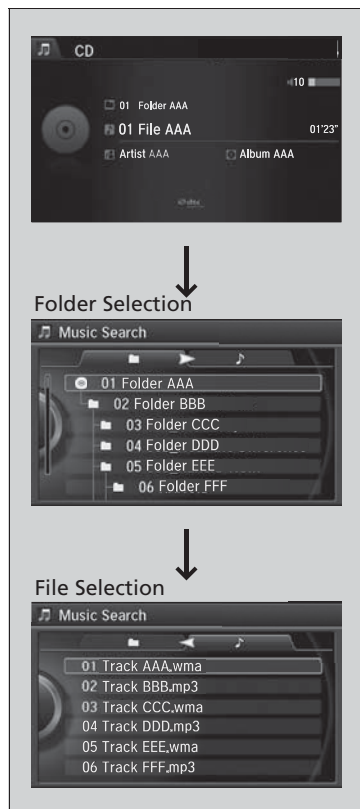 CD
10
01 Folder AAA
01 File AAA 01'23"
Artist AAA Album AAA
Folder Selection
Music Search
01 Folder AAA
02 Folder BBB
03 Folder CCC
04 Folder DDD
05 Folder EEE
06 Folder FFF
File Selection
Music Search
01 Track AAA.wma
02 Track BBB.mp3
03 Track CCC.wma
04 Track DDD.mp3
05 Track EEE.wma
06 Track FFF.mp3